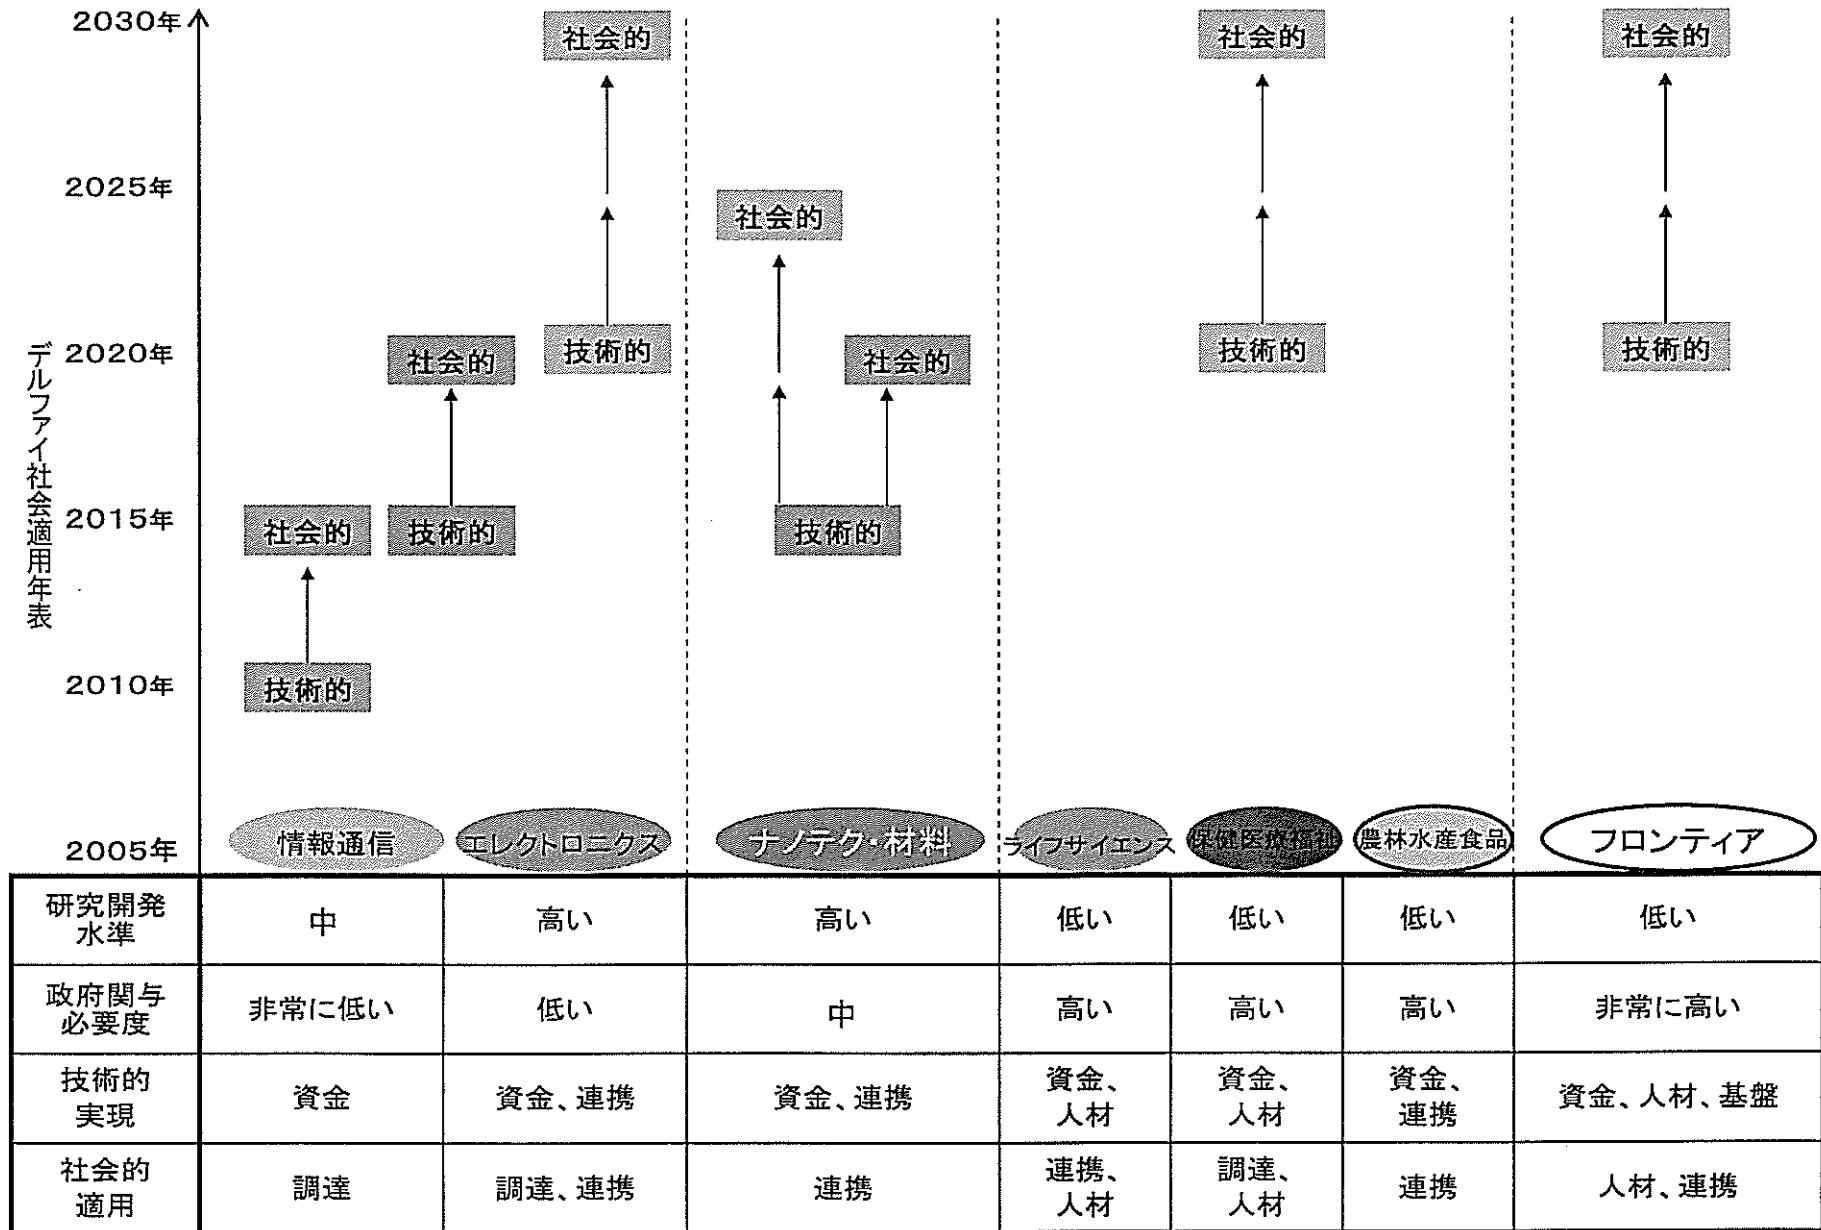 2030年
社会的
社会的
社会的
2025年
社会的
2020年
社会的
技術的
社会的
技術的
技術的
デルファイ社会適用年表
2015年
社会的
技術的
技術的
2010年
技術的
2005年
情報通信
エレクトロニクス
ナノテク・材料
ライフサイエンス
保健医療福祉
農林水産食品
フロンティア
研究開発
水準
中
高い
高い
低い
低い
低い
低い
政府関与
必要度
非常に低い
低い
中
高い
高い
高い
非常に高い
技術的
実現
資金
資金、連携
資金、連携
資金、
人材
資金、
人材
資金、
連携
資金、人材、基盤
社会的
適用
調達
調達、連携
連携
連携、
人材
調達、
人材
連携
人材、連携